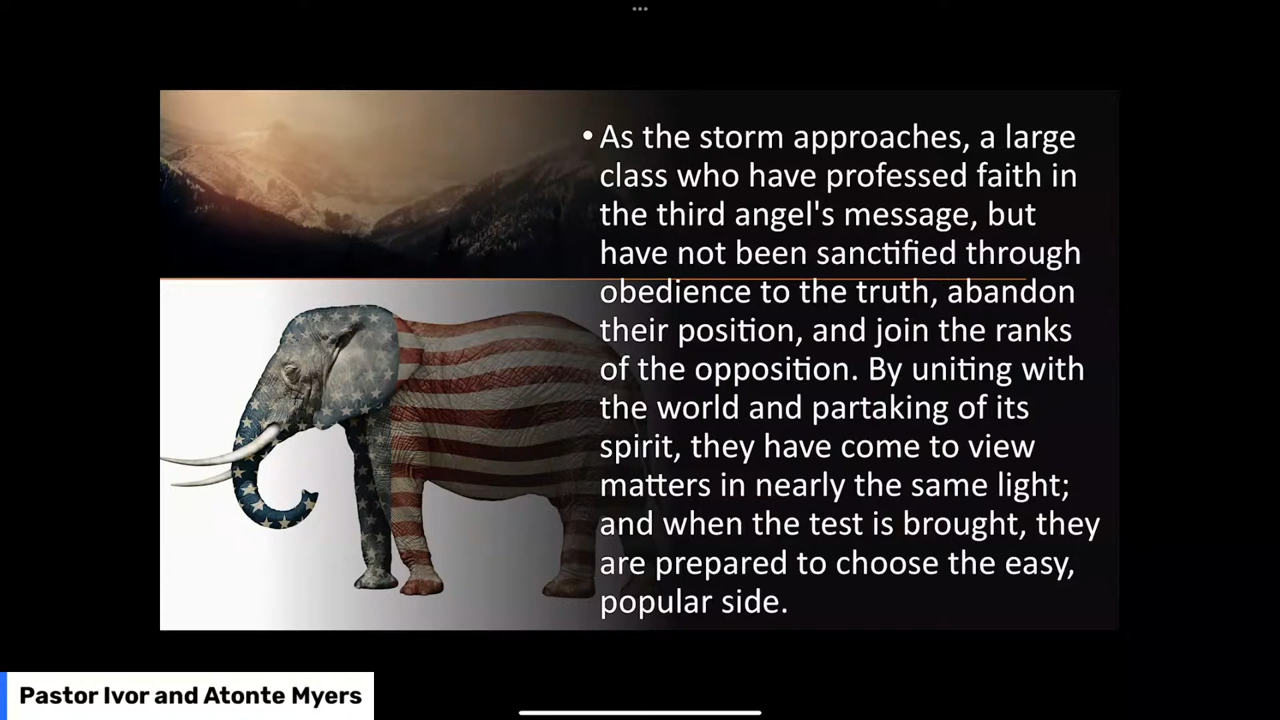 • As the storm approaches, a large
class who have professed faith in
the third angel's message, but
have not been sanctified through
obedience to the truth, abandon
their position, and join the ranks
of the opposition. By uniting with
the world and partaking of its
spirit, they have come to view
matters in nearly the same light;
and when the test is brought, they
are prepared to choose the easy,
popular side.
Pastor Ivor and Atonte Myers